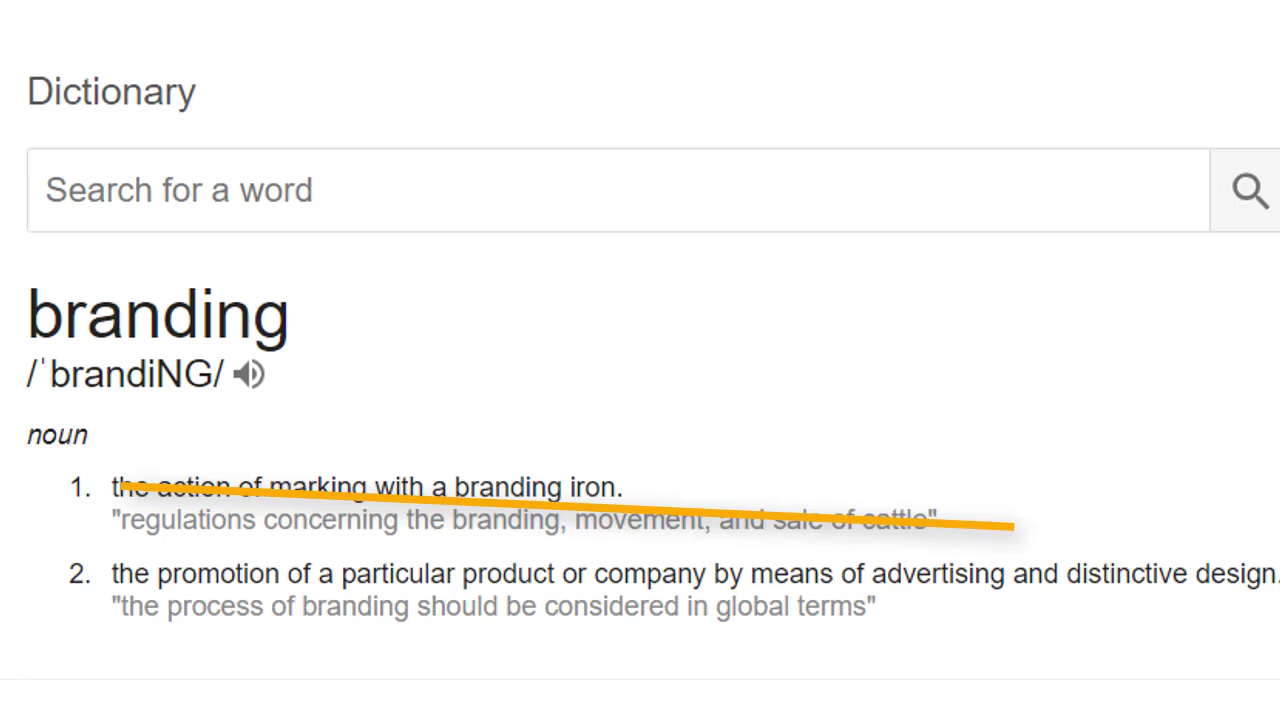 Dictionary
Search for a word
branding
/ˈbrandiNG/
noun
1. the action of marking with a branding iron.
"regulations concerning the branding, movement, and sale of cattle"
2. the promotion of a particular product or company by means of advertising and distinctive design.
"the process of branding should be considered in global terms"